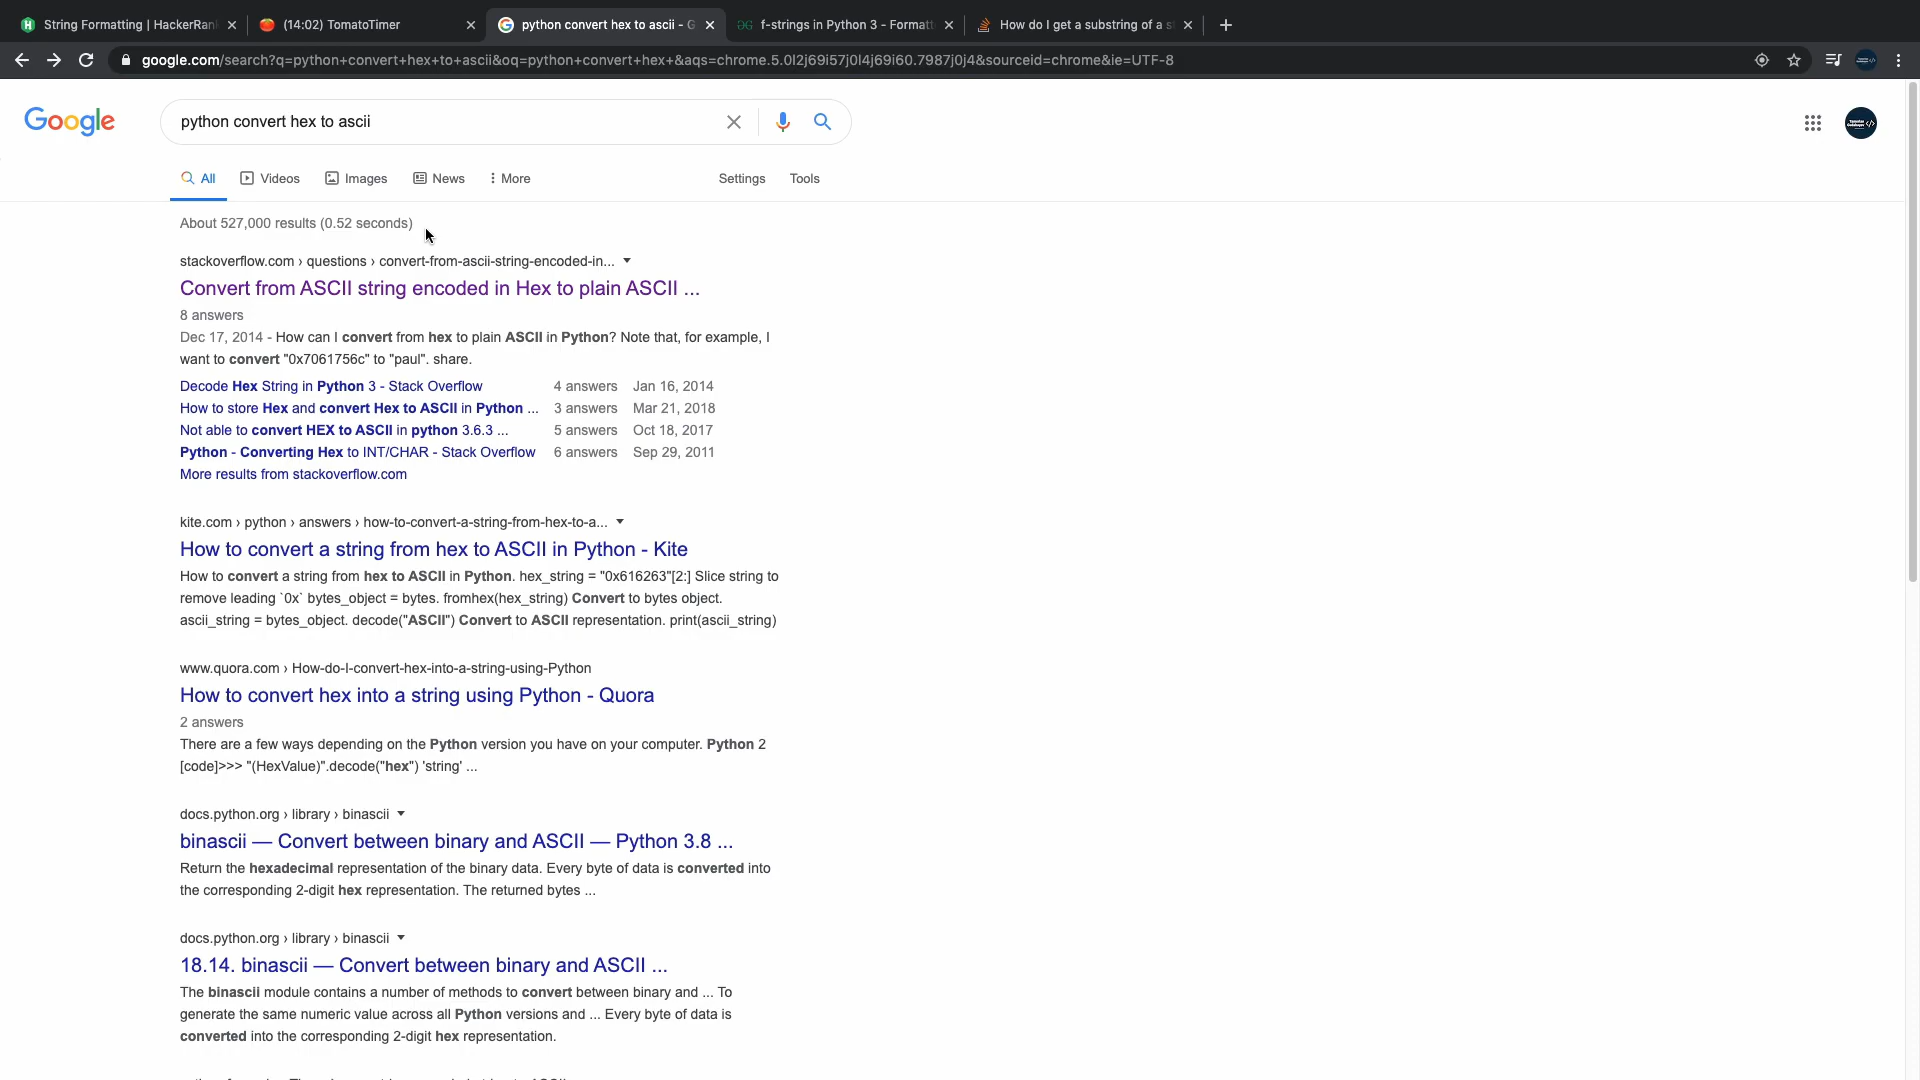 String Formatting | HackerRan
(14:02) TomatoTimer
python convert hex to ascii - G
f-strings in Python 3 - Formatt
How do I get a substring of a s
google.com/search?q=python+convert+hex+to+ascii&oq=python+convert+hex+&aqs=chrome.5.0l2j69i57j0l4j69i60.7987j0j4&sourceid=chrome&ie=UTF-8
Google
python convert hex to ascii
All
Videos
Images
News
More
Settings
Tools
About 527,000 results (0.52 seconds)
stackoverflow.com › questions › convert-from-ascii-string-encoded-in...
Convert from ASCII string encoded in Hex to plain ASCII ...
8 answers
Dec 17, 2014 - How can I convert from hex to plain ASCII in Python? Note that, for example, I
want to convert "0x7061756c" to "paul". share.
Decode Hex String in Python 3 - Stack Overflow 4 answers Jan 16, 2014
How to store Hex and convert Hex to ASCII in Python ... 3 answers Mar 21, 2018
Not able to convert HEX to ASCII in python 3.6.3 ... 5 answers Oct 18, 2017
Python - Converting Hex to INT/CHAR - Stack Overflow 6 answers Sep 29, 2011
More results from stackoverflow.com
kite.com › python › answers › how-to-convert-a-string-from-hex-to-a...
How to convert a string from hex to ASCII in Python - Kite
How to convert a string from hex to ASCII in Python. hex_string = "0x616263"[2:] Slice string to
remove leading `0x` bytes_object = bytes. fromhex(hex_string) Convert to bytes object.
ascii_string = bytes_object. decode("ASCII") Convert to ASCII representation. print(ascii_string)
www.quora.com › How-do-I-convert-hex-into-a-string-using-Python
How to convert hex into a string using Python - Quora
2 answers
There are a few ways depending on the Python version you have on your computer. Python 2
[code]>>> "(HexValue)".decode("hex") 'string' ...
docs.python.org › library › binascii
binascii — Convert between binary and ASCII — Python 3.8 ...
Return the hexadecimal representation of the binary data. Every byte of data is converted into
the corresponding 2-digit hex representation. The returned bytes ...
docs.python.org › library › binascii
18.14. binascii — Convert between binary and ASCII ...
The binascii module contains a number of methods to convert between binary and ... To
generate the same numeric value across all Python versions and ... Every byte of data is
converted into the corresponding 2-digit hex representation.